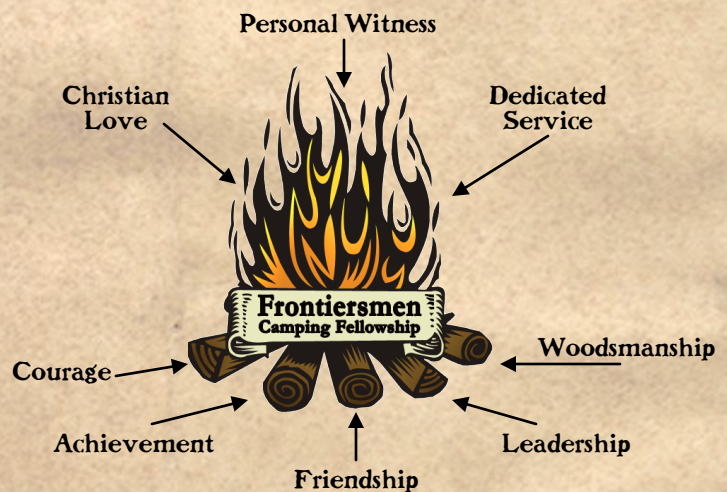 Personal Witness
Christian
Love
Dedicated
Service
Frontiersmen
Camping Fellowship
Woodsmanship
Courage
Achievement
Leadership
Friendship